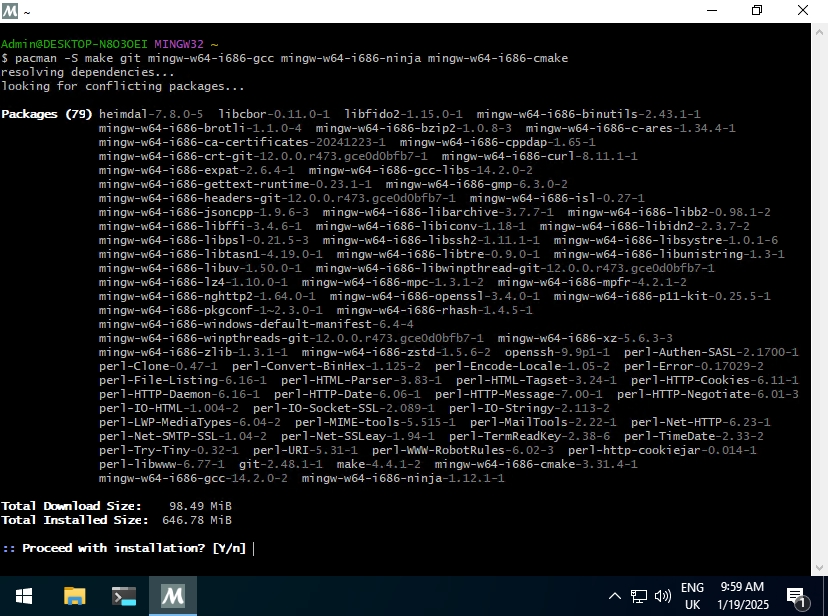 M ~
Admin@DESKTOP-N8O3OEI MINGW32 ~
$ pacman -S make git mingw-w64-i686-gcc mingw-w64-i686-ninja mingw-w64-i686-cmake
resolving dependencies...
looking for conflicting packages...
Packages (79) heimdal-7.8.0-5 libcbor-0.11.0-1 libfido2-1.15.0-1 mingw-w64-i686-binutils-2.43.1-1
mingw-w64-i686-brotli-1.1.0-4 mingw-w64-i686-bzip2-1.0.8-3 mingw-w64-i686-c-ares-1.34.4-1
mingw-w64-i686-ca-certificates-20241223-1 mingw-w64-i686-cppdap-1.65-1
mingw-w64-i686-crt-git-12.0.0.r473.gce0d0bfb7-1 mingw-w64-i686-curl-8.11.1-1
mingw-w64-i686-expat-2.6.4-1 mingw-w64-i686-gcc-libs-14.2.0-2
mingw-w64-i686-gettext-runtime-0.23.1-1 mingw-w64-i686-gmp-6.3.0-2
mingw-w64-i686-headers-git-12.0.0.r473.gce0d0bfb7-1 mingw-w64-i686-isl-0.27-1
mingw-w64-i686-jsoncpp-1.9.6-3 mingw-w64-i686-libarchive-3.7.7-1 mingw-w64-i686-libb2-0.98.1-2
mingw-w64-i686-libffi-3.4.6-1 mingw-w64-i686-libiconv-1.18-1 mingw-w64-i686-libidn2-2.3.7-2
mingw-w64-i686-libpsl-0.21.5-3 mingw-w64-i686-libssh2-1.11.1-1 mingw-w64-i686-libsystre-1.0.1-6
mingw-w64-i686-libtasn1-4.19.0-1 mingw-w64-i686-libtre-0.9.0-1 mingw-w64-i686-libunistring-1.3-1
mingw-w64-i686-libuv-1.50.0-1 mingw-w64-i686-libwinpthread-git-12.0.0.r473.gce0d0bfb7-1
mingw-w64-i686-lz4-1.10.0-1 mingw-w64-i686-mpc-1.3.1-2 mingw-w64-i686-mpfr-4.2.1-2
mingw-w64-i686-nghttp2-1.64.0-1 mingw-w64-i686-openssl-3.4.0-1 mingw-w64-i686-p11-kit-0.25.5-1
mingw-w64-i686-pkgconf-1~2.3.0-1 mingw-w64-i686-rhash-1.4.5-1
mingw-w64-i686-windows-default-manifest-6.4-4
mingw-w64-i686-winpthreads-git-12.0.0.r473.gce0d0bfb7-1 mingw-w64-i686-xz-5.6.3-3
mingw-w64-i686-zlib-1.3.1-1 mingw-w64-i686-zstd-1.5.6-2 openssh-9.9p1-1 perl-Authen-SASL-2.1700-1
perl-Clone-0.47-1 perl-Convert-BinHex-1.125-2 perl-Encode-Locale-1.05-2 perl-Error-0.17029-2
perl-File-Listing-6.16-1 perl-HTML-Parser-3.83-1 perl-HTML-Tagset-3.24-1 perl-HTTP-Cookies-6.11-1
perl-HTTP-Daemon-6.16-1 perl-HTTP-Date-6.06-1 perl-HTTP-Message-7.00-1 perl-HTTP-Negotiate-6.01-3
perl-IO-HTML-1.004-2 perl-IO-Socket-SSL-2.089-1 perl-IO-Stringy-2.113-2
perl-LWP-MediaTypes-6.04-2 perl-MIME-tools-5.515-1 perl-MailTools-2.22-1 perl-Net-HTTP-6.23-1
perl-Net-SMTP-SSL-1.04-2 perl-Net-SSLeay-1.94-1 perl-TermReadKey-2.38-6 perl-TimeDate-2.33-2
perl-Try-Tiny-0.32-1 perl-URI-5.31-1 perl-WWW-RobotRules-6.02-3 perl-http-cookiejar-0.014-1
perl-libwww-6.77-1 git-2.48.1-1 make-4.4.1-2 mingw-w64-i686-cmake-3.31.4-1
mingw-w64-i686-gcc-14.2.0-2 mingw-w64-i686-ninja-1.12.1-1
Total Download Size: 98.49 MiB
Total Installed Size: 646.78 MiB
:: Proceed with installation? [Y/n]
ENG 9:59 AM
UK 1/19/2025
1